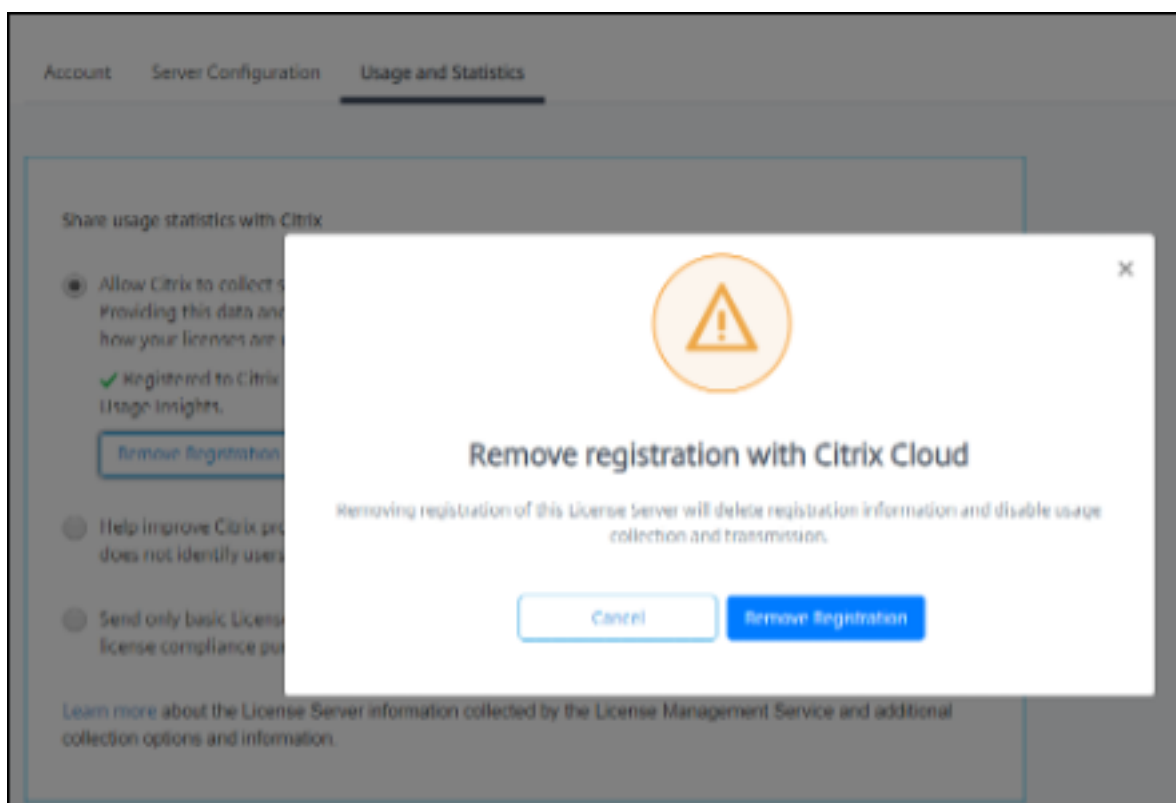 Account Server Configuration Usage and Statistics
Share usage statistics with Citrix
Allow Citrix to collect s
Providing this data and
how your licenses are
Registered to Citrix
Usage Insights.
Remove Registration
Help improve Citrix pro
does not identify users
Send only basic Licens
license compliance pu
Learn more about the License Server information collected by the License Management Service and additional
collection options and information.
×
Remove registration with Citrix Cloud
Removing registration of this License Server will delete registration information and disable usage
collection and transmission.
Cancel Remove Registration